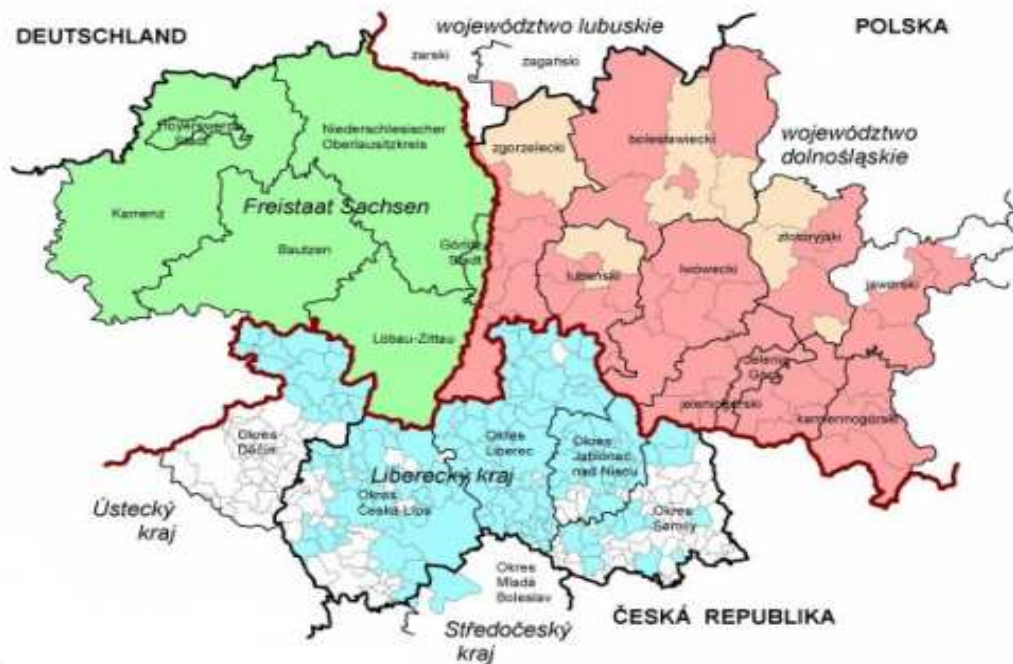 DEUTSCHLAND
województwo lubuskie
POLSKA
żarski
żagański
Hoyerswerda
Stadt
Niederschlesischer
Oberlausitzkreis
zgorzelecki
bolesławiecki
województwo
dolnośląskie
Kamenz
Freistaat Sachsen
Bautzen
Görlitz
Stadt
złotoryjski
lubański
lwówecki
jaworski
Löbau-Zittau
Jelenia
Góra
jeleniogórski
kamiennogórski
Okres
Děčín
Okres
Liberec
Okres
Jablonec
nad Nisou
Liberecký kraj
Okres
Česká Lípa
Okres
Semily
Ústecký
kraj
Okres
Mladá
Boleslav
ČESKÁ REPUBLIKA
Středočeský
kraj